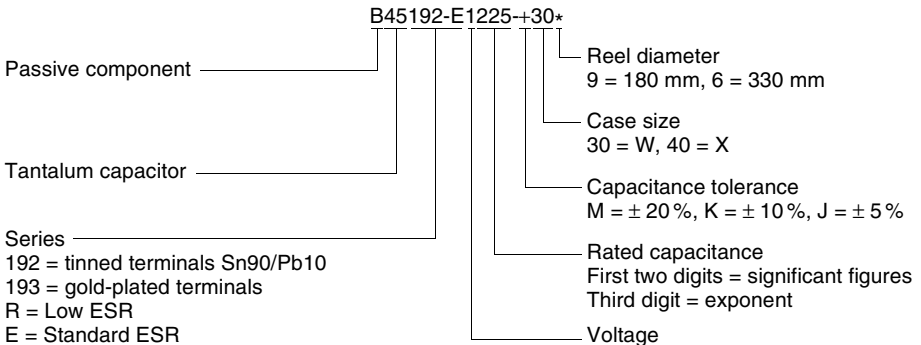 B45192-E1225-+30*
Passive component
Tantalum capacitor
Series
192 = tinned terminals Sn90/Pb10
193 = gold-plated terminals
R = Low ESR
E = Standard ESR
Reel diameter
9 = 180 mm, 6 = 330 mm
Case size
30 = W, 40 = X
Capacitance tolerance
M = ± 20 %, K = ± 10 %, J = ± 5 %
Rated capacitance
First two digits = significant figures
Third digit = exponent
Voltage